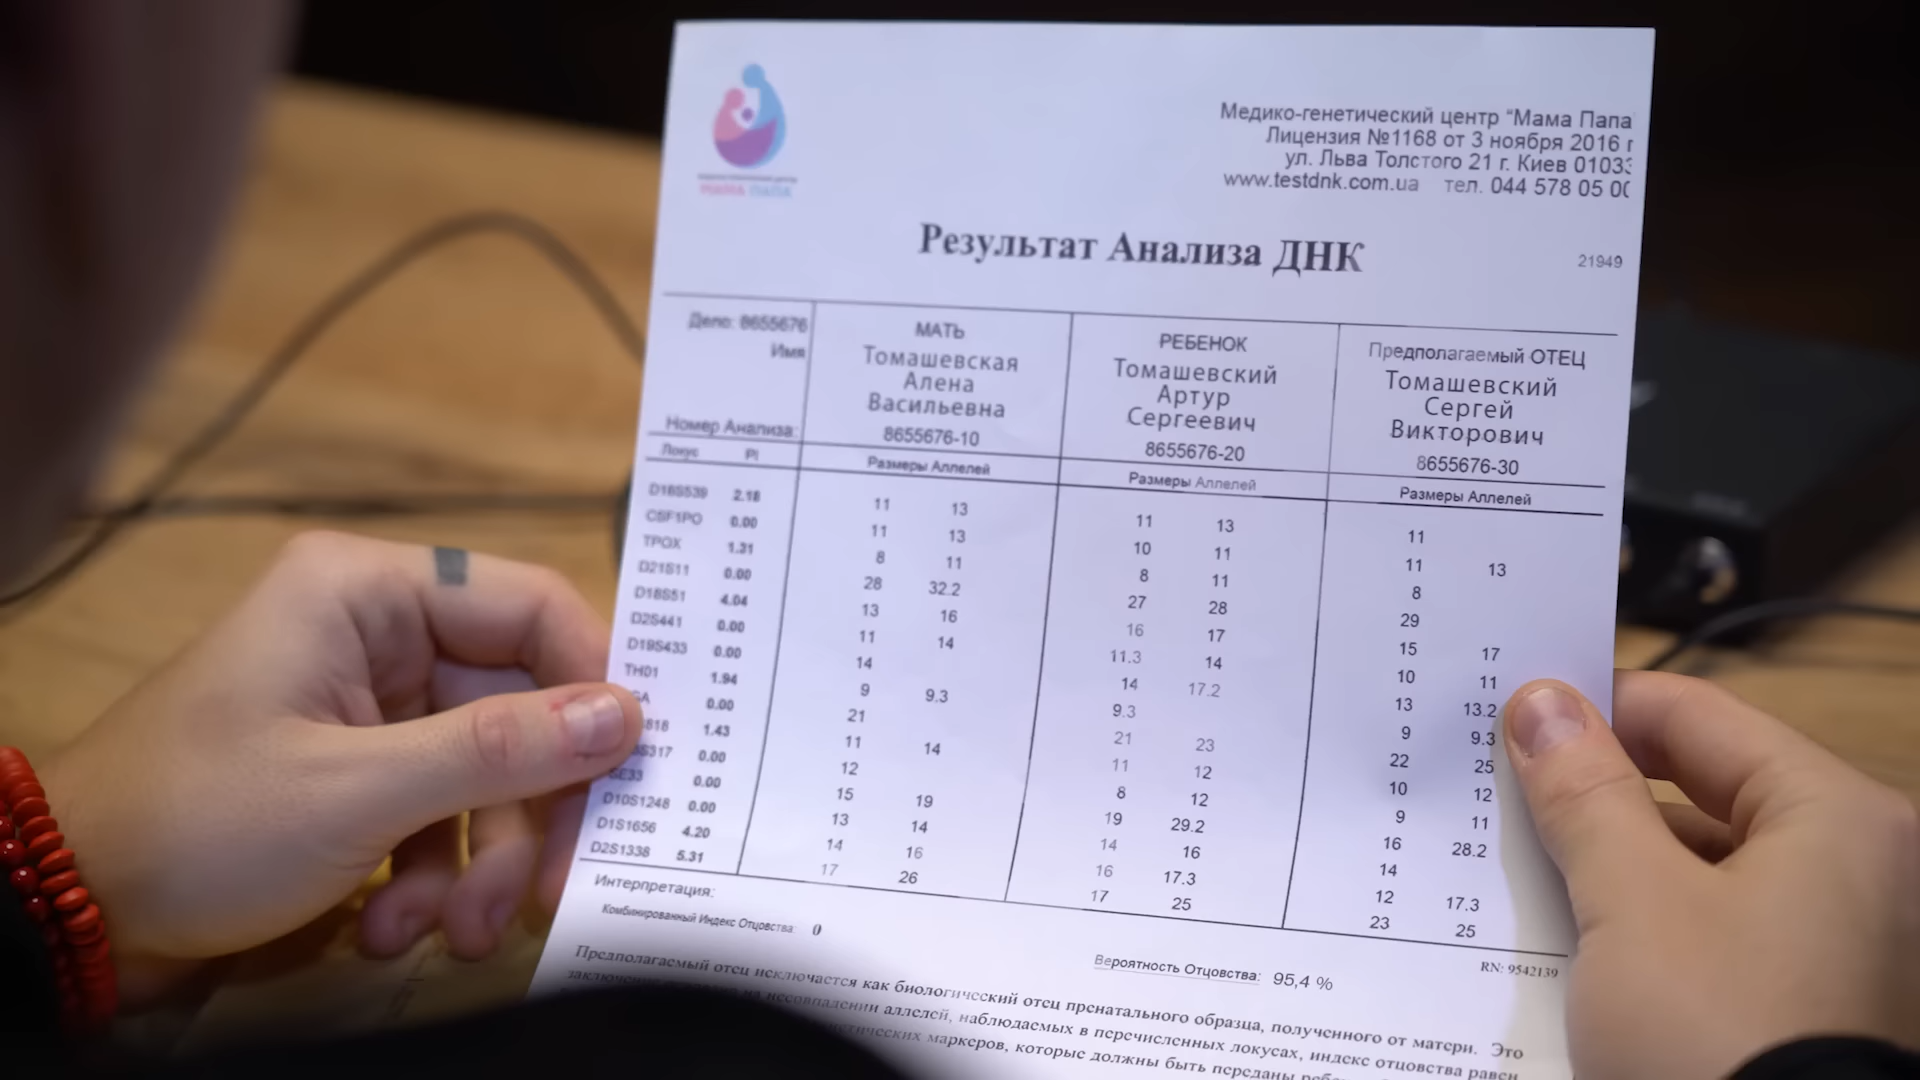 МАМА ПАПА
Медико-генетический центр “Мама Папа
Лицензия №1168 от 3 ноября 2016 г
ул. Льва Толстого 21 г. Киев 01033
www.testdnk.com.ua тел. 044 578 05 00
Результат Анализа ДНК
21949
Дело: 8655676
Имя
МАТЬ
Томашевская
Алена
Васильевна
8655676-10
РЕБЕНОК
Томашевский
Артур
Сергеевич
8655676-20
Предполагаемый ОТЕЦ
Томашевский
Сергей
Викторович
8655676-30
Номер Анализа:
Локус PI Размеры Аллелей Размеры Аллелей Размеры Аллелей
D16S539 2.18 11 13 11 13 11
CSF1PO 0.00 11 13 10 11 11 13
TPOX 1.31 8 11 8 11 8
D21S11 0.00 28 32.2 27 28 29
D18S51 4.04 13 16 16 17 15 17
D2S441 0.00 11 14 11.3 14 10 11
D19S433 0.00 14 14 17.2 13 13.2
TH01 1.94 9 9.3 9.3 9 9.3
GA 0.00 21 21 23 22 25
818 1.43 11 14 11 12 10 12
S317 0.00 12 8 12 9 11
SE33 0.00 15 19 19 29.2 16 28.2
D10S1248 0.00 13 14 14 16 14
D1S1656 4.20 14 16 16 17.3 12 17.3
D2S1338 5.31 17 26 17 25 23 25
Интерпретация:
RN: 9542139
Комбинированный Индекс Отцовства: 0
Вероятность Отцовства: 95,4 %
Предполагаемый отец исключается как биологический отец пренатального образца, полученного от матери. Это
заключение на несовпадении аллелей, наблюдаемых в перечисленных локусах, индекс отцовства равен
маркеров, которые должны быть переданы